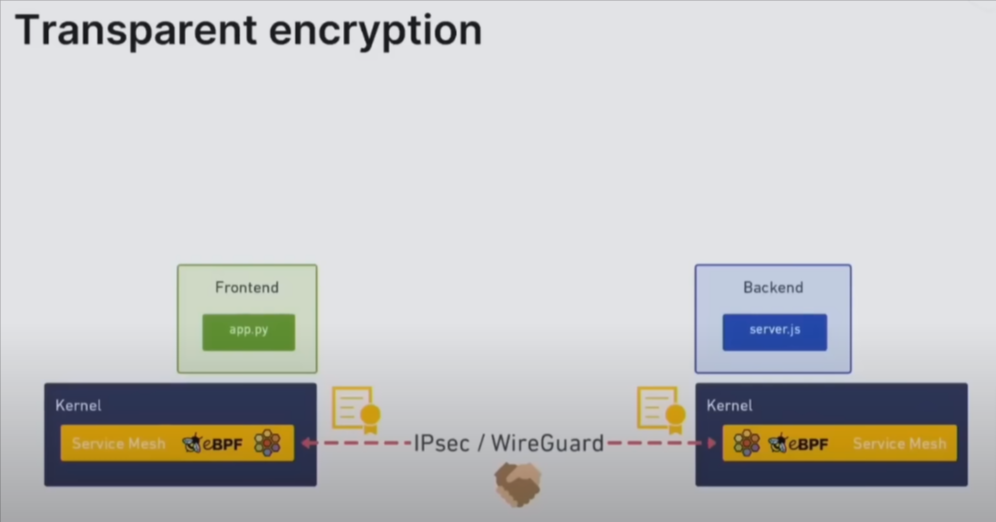 Transparent encryption
Frontend
app.py
Backend
server.js
Kernel
Service Mesh eBPF
IPsec / WireGuard
Kernel
eBPF Service Mesh